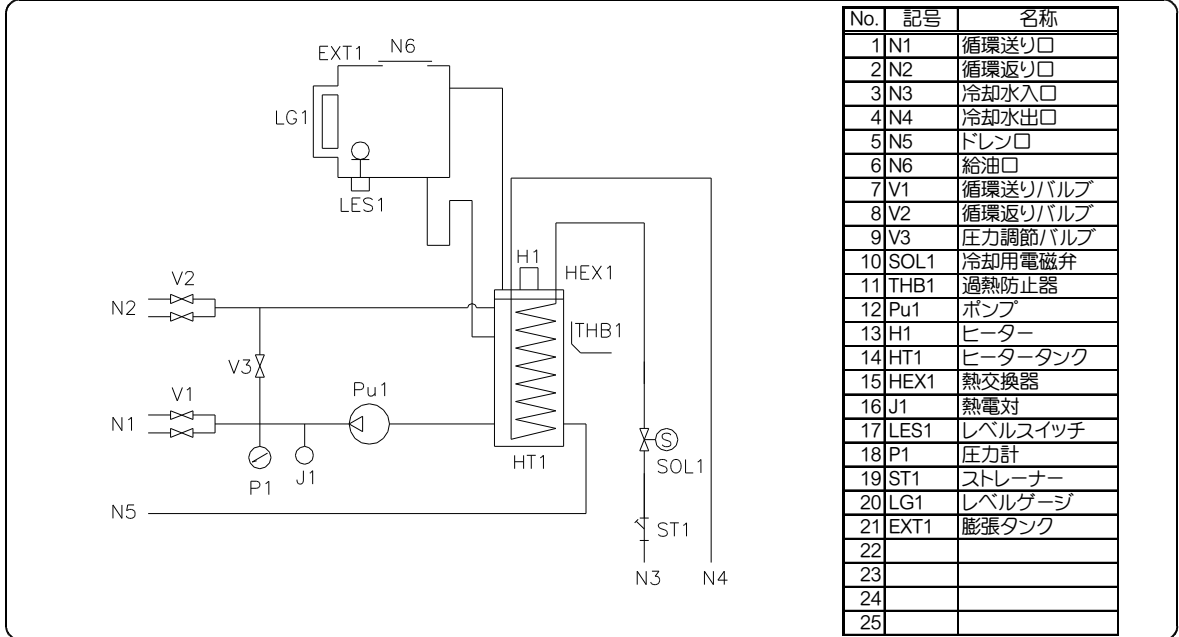 EXT1
N6
LG1
LES1
H1
HEX1
V2
N2
THB1
V3
V1
Pu1
N1
HT1
SOL1
S
P1
J1
N5
ST1
N3
N4
No. 記号 名称
1 N1 循環送り口
2 N2 循環返り口
3 N3 冷却水入口
4 N4 冷却水出口
5 N5 ドレン口
6 N6 給油口
7 V1 循環送りバルブ
8 V2 循環返りバルブ
9 V3 圧力調節バルブ
10 SOL1 冷却用電磁弁
11 THB1 過熱防止器
12 Pu1 ポンプ
13 H1 ヒーター
14 HT1 ヒータータンク
15 HEX1 熱交換器
16 J1 熱電対
17 LES1 レベルスイッチ
18 P1 圧力計
19 ST1 ストレーナー
20 LG1 レベルゲージ
21 EXT1 膨張タンク
22
23
24
25